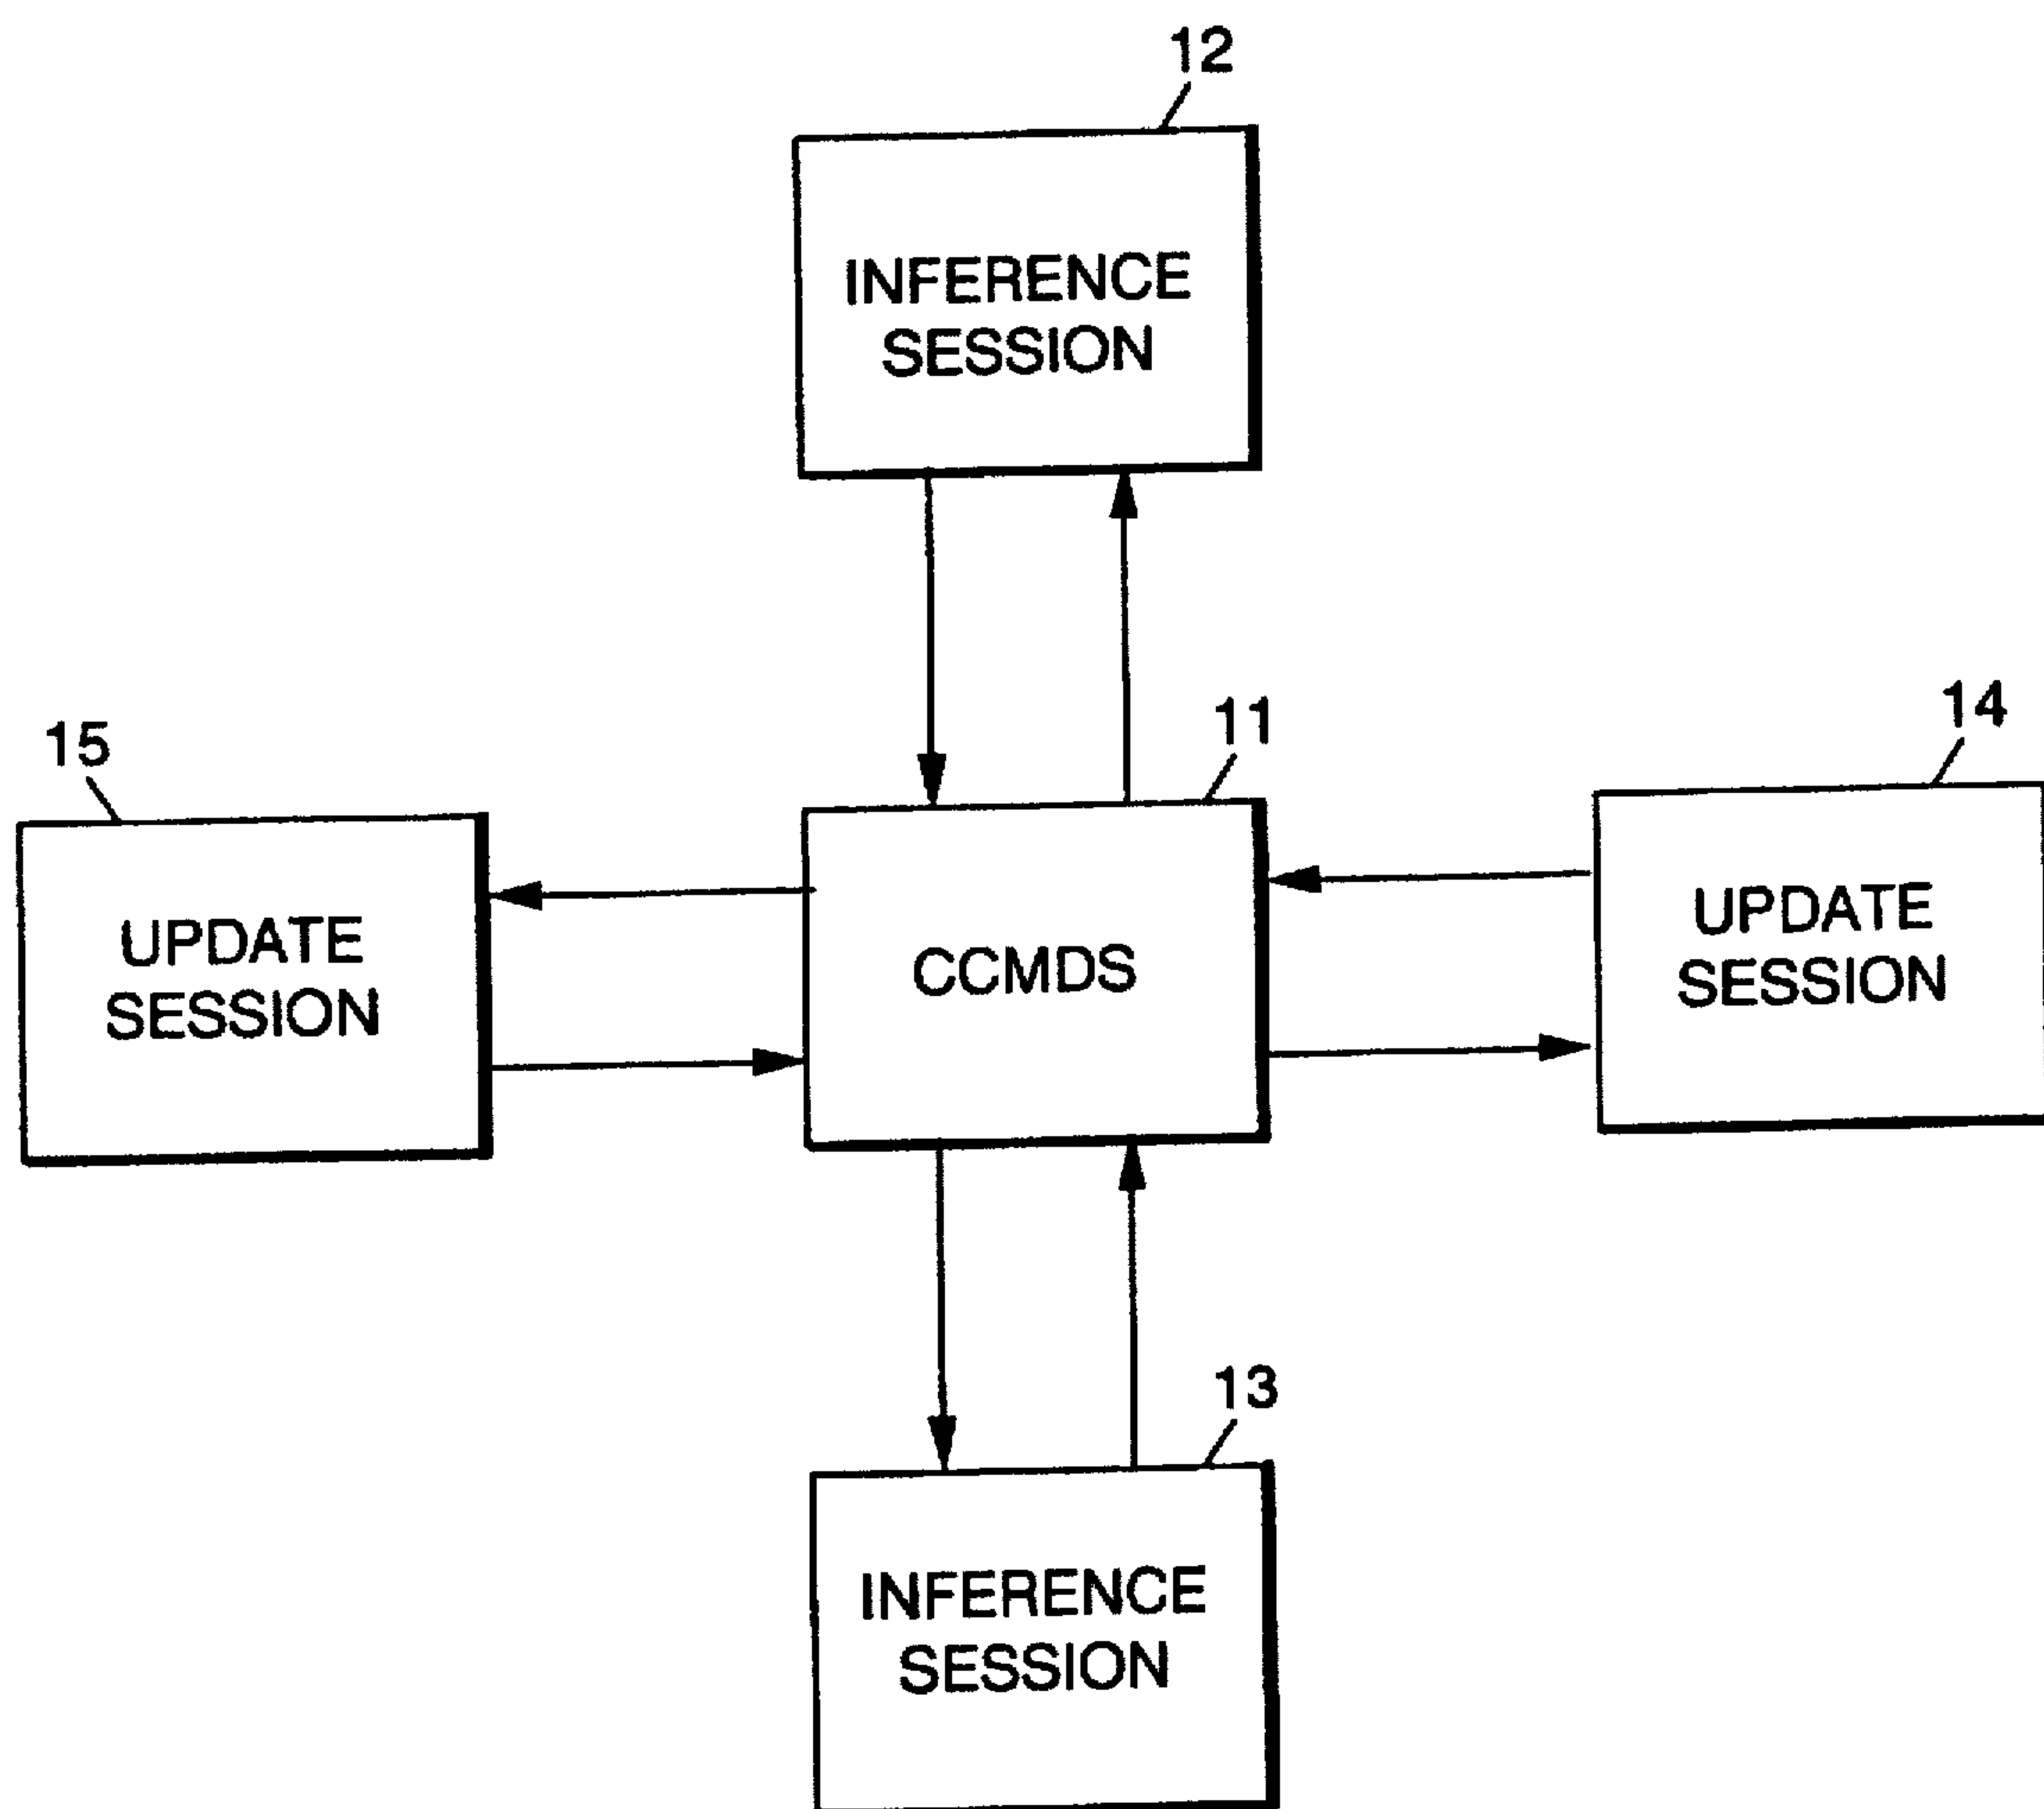 12
INFERENCE
SESSION
11
14
15
UPDATE
SESSION
CCMDS
UPDATE
SESSION
13
INFERENCE
SESSION